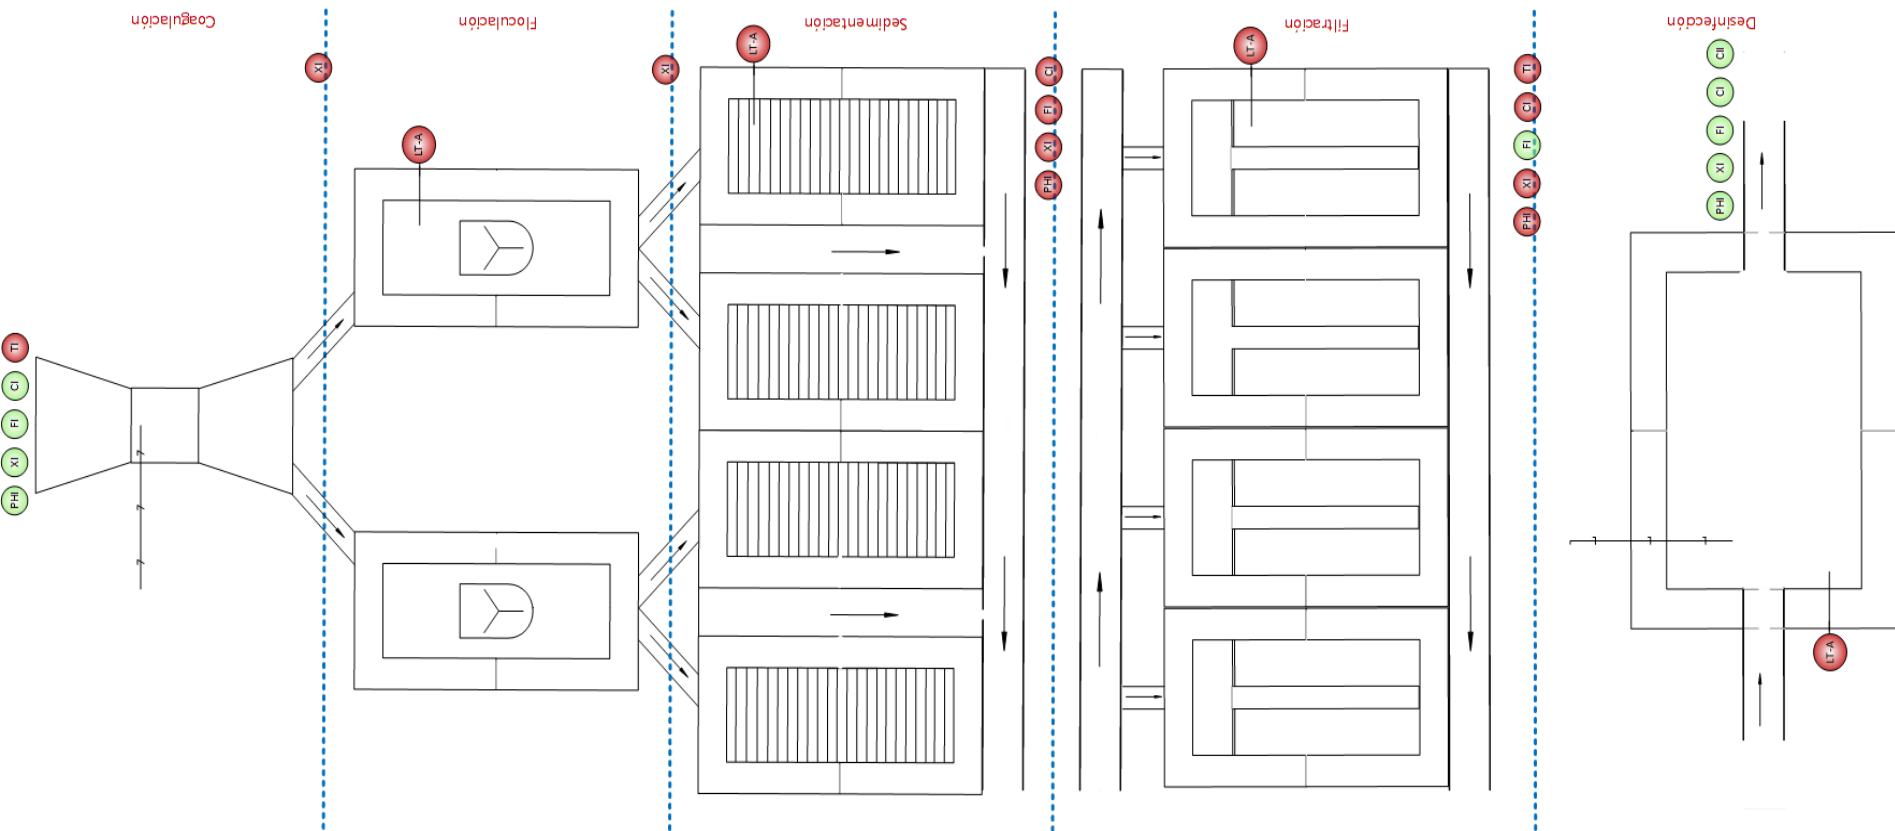 Coagulación
Floculación
Sedimentación
Filtración
Desinfección
XI
XI
LT-A
LT-A
LT-A
CI
FI
XI
PHI
TI
CI
FI
XI
PHI
CII
CI
FI
XI
PHI
TI
CI
FI
XI
PHI
LT-A